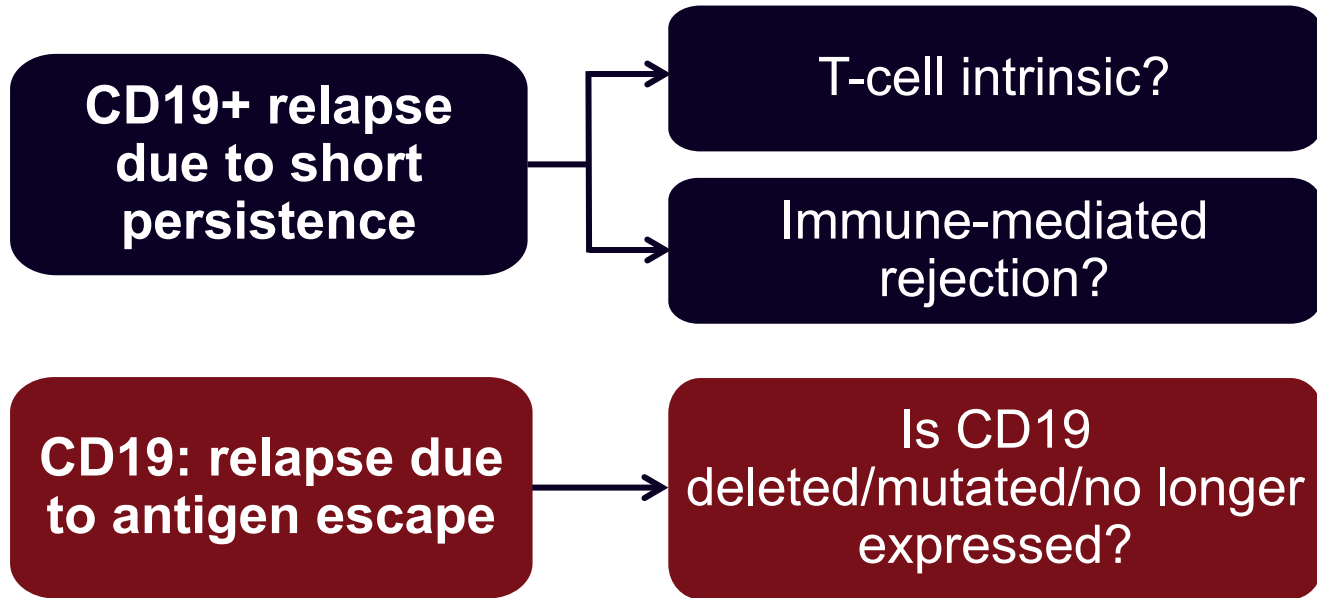 CD19+ relapse
due to short
persistence
T-cell intrinsic?
Immune-mediated
rejection?
CD19: relapse due
to antigen escape
Is CD19
deleted/mutated/no longer
expressed?